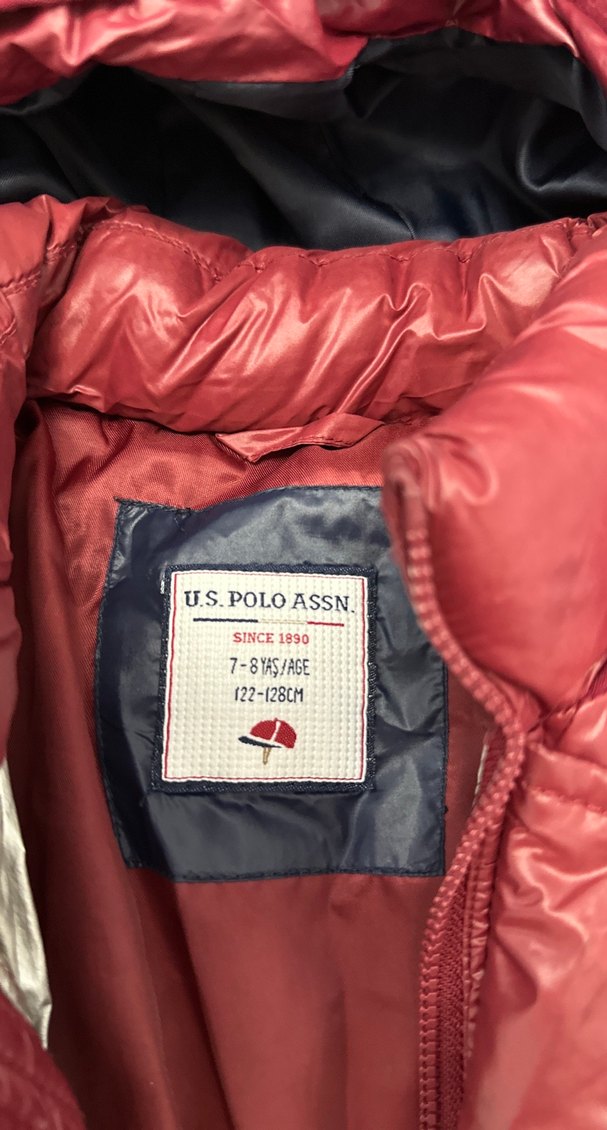 U.S. POLO ASSN.
SINCE 1890
7-8 YAŞ/AGE
122-128CM